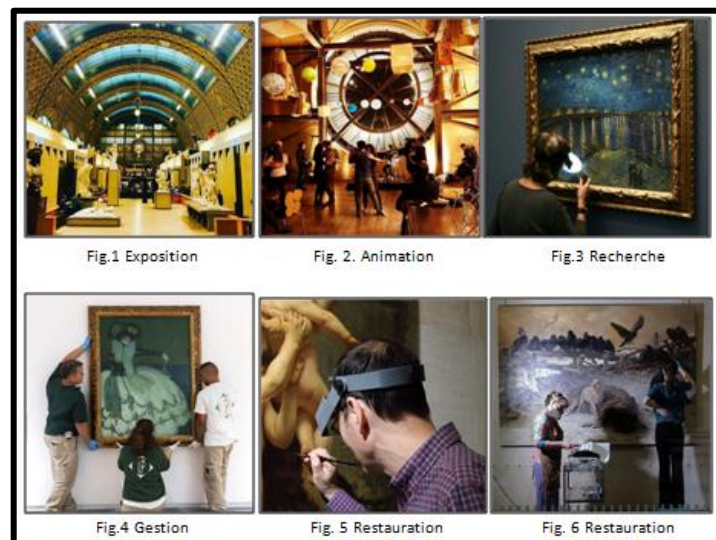 Fig.1 Exposition
Fig. 2. Animation
Fig.3 Recherche
Fig.4 Gestion
Fig. 5 Restauration
Fig. 6 Restauration